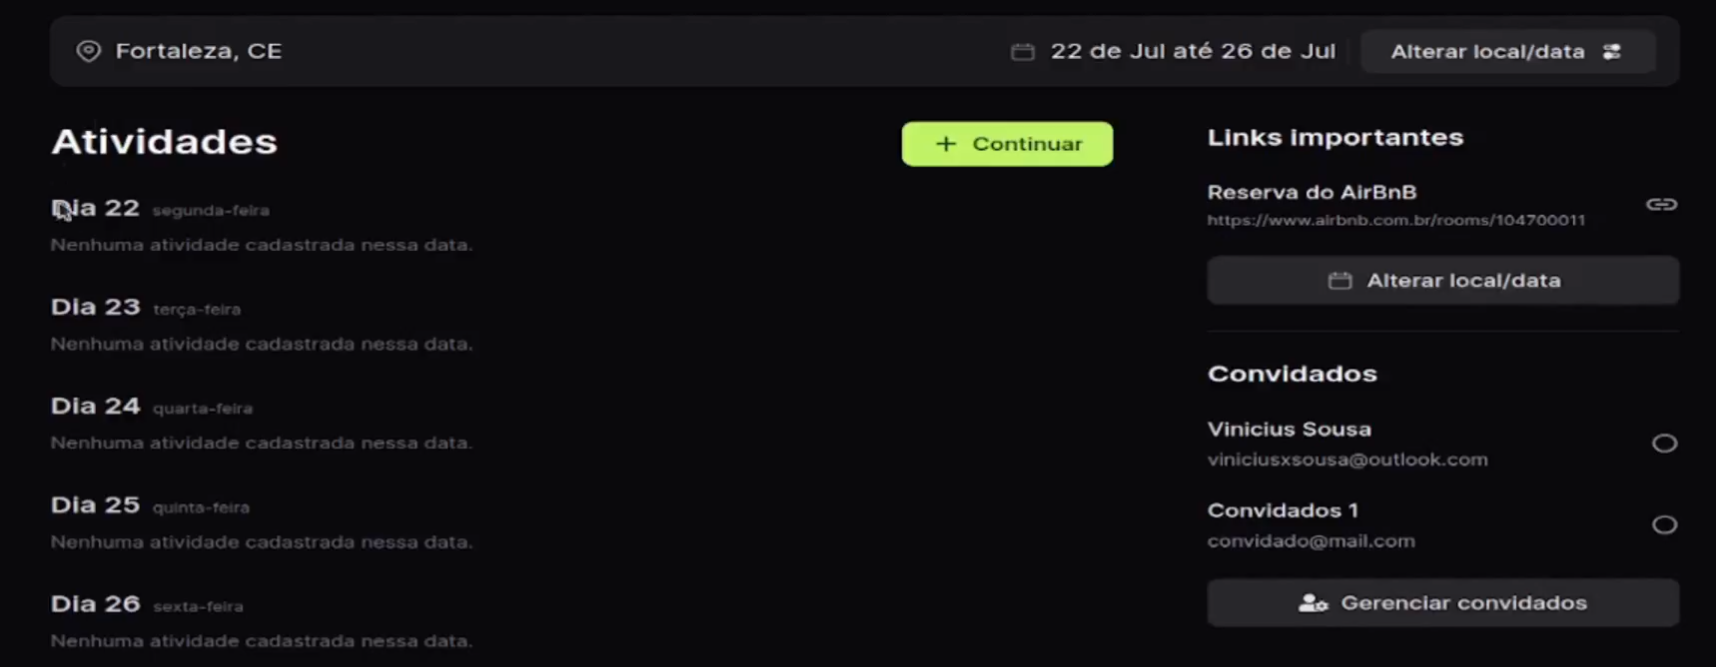 Fortaleza, CE
22 de Jul até 26 de Jul
Alterar local/data
Atividades
Continuar
Dia 22 segunda-feira
Nenhuma atividade cadastrada nessa data.
Dia 23 terça-feira
Nenhuma atividade cadastrada nessa data.
Dia 24 quarta-feira
Nenhuma atividade cadastrada nessa data.
Dia 25 quinta-feira
Nenhuma atividade cadastrada nessa data.
Dia 26 sexta-feira
Nenhuma atividade cadastrada nessa data.
Links importantes
Reserva do AirBnB
https://www.airbnb.com.br/rooms/104700011
Alterar local/data
Convidados
Vinicius Sousa
viniciusxsousa@outlook.com
Convidados 1
convidado@mail.com
Gerenciar convidados